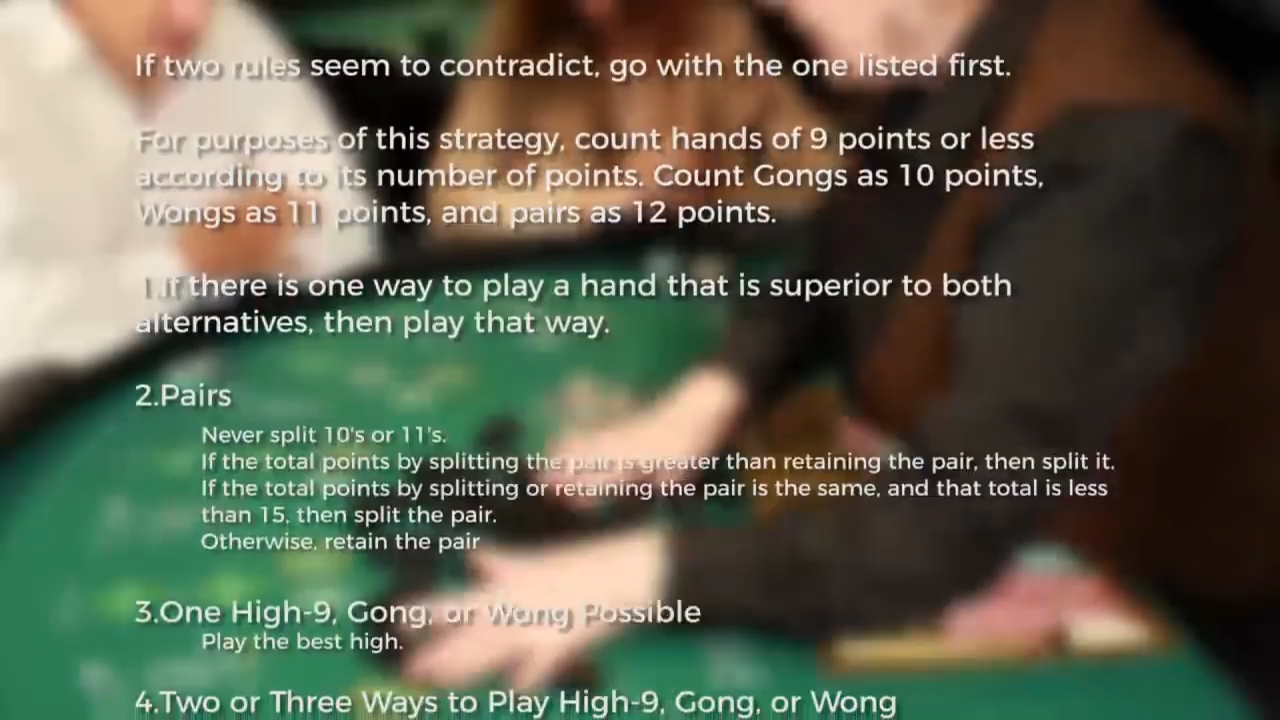 If two rules seem to contradict, go with the one listed first.
For purposes of this strategy, count hands of 9 points or less
according to its number of points. Count Gongs as 10 points,
Wongs as 11 points, and pairs as 12 points.
1.If there is one way to play a hand that is superior to both
alternatives, then play that way.
2.Pairs
Never split 10's or 11's.
If the total points by splitting the pair is greater than retaining the pair, then split it.
If the total points by splitting or retaining the pair is the same, and that total is less
than 15, then split the pair.
Otherwise, retain the pair
3.One High-9, Gong, or Wong Possible
Play the best high.
4.Two or Three Ways to Play High-9, Gong, or Wong